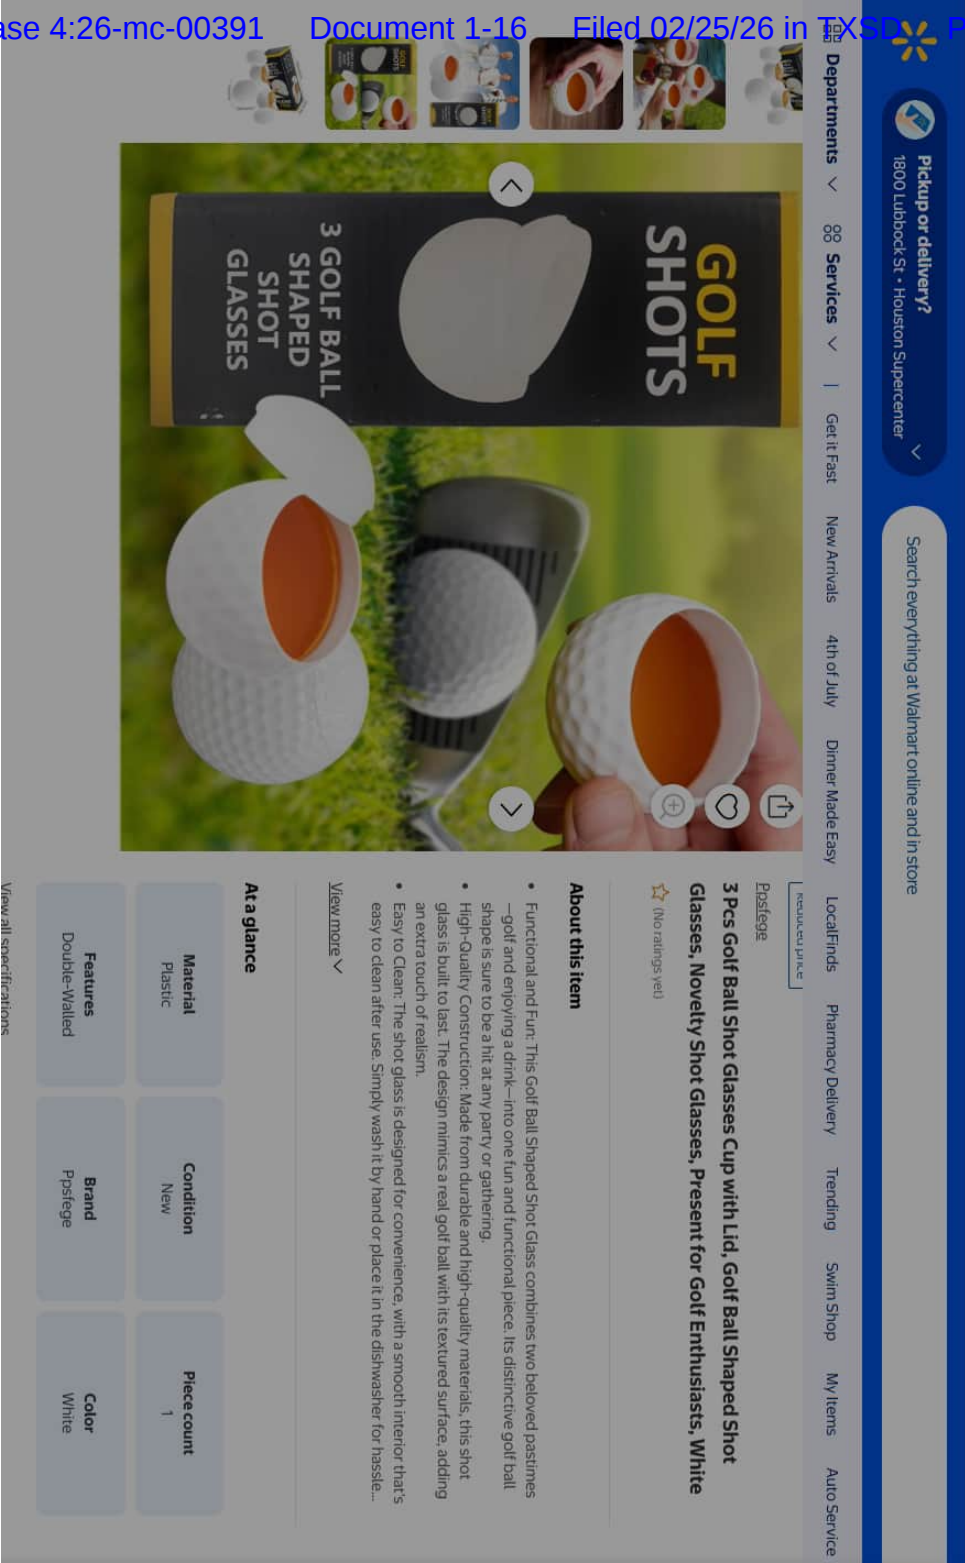 ase 4:26-mc-00391 Document 1-16 Filed 02/25/26 in TXSD P
Pickup or delivery?
1800 Lubbock St • Houston Supercenter
Search everything at Walmart online and in store
Departments
Services
Get it Fast
New Arrivals
4th of July
Dinner Made Easy
LocalFinds
Pharmacy Delivery
Trending
Swim Shop
My Items
Auto Service
GOLF
SHOTS
3 GOLF BALL
SHAPED
SHOT
GLASSES
Reduced price
Ppsfege
3 Pcs Golf Ball Shot Glasses Cup with Lid, Golf Ball Shaped Shot
Glasses, Novelty Shot Glasses, Present for Golf Enthusiasts, White
(No ratings yet)
About this item
• Functional and Fun: This Golf Ball Shaped Shot Glass combines two beloved pastimes
—golf and enjoying a drink—into one fun and functional piece. Its distinctive golf ball
shape is sure to be a hit at any party or gathering.
• High-Quality Construction: Made from durable and high-quality materials, this shot
glass is built to last. The design mimics a real golf ball with its textured surface, adding
an extra touch of realism.
• Easy to Clean: The shot glass is designed for convenience, with a smooth interior that's
easy to clean after use. Simply wash it by hand or place it in the dishwasher for hassle...
View more
At a glance
Material
Plastic
Condition
New
Piece count
1
Features
Double-Walled
Brand
Ppsfege
Color
White
View all specifications